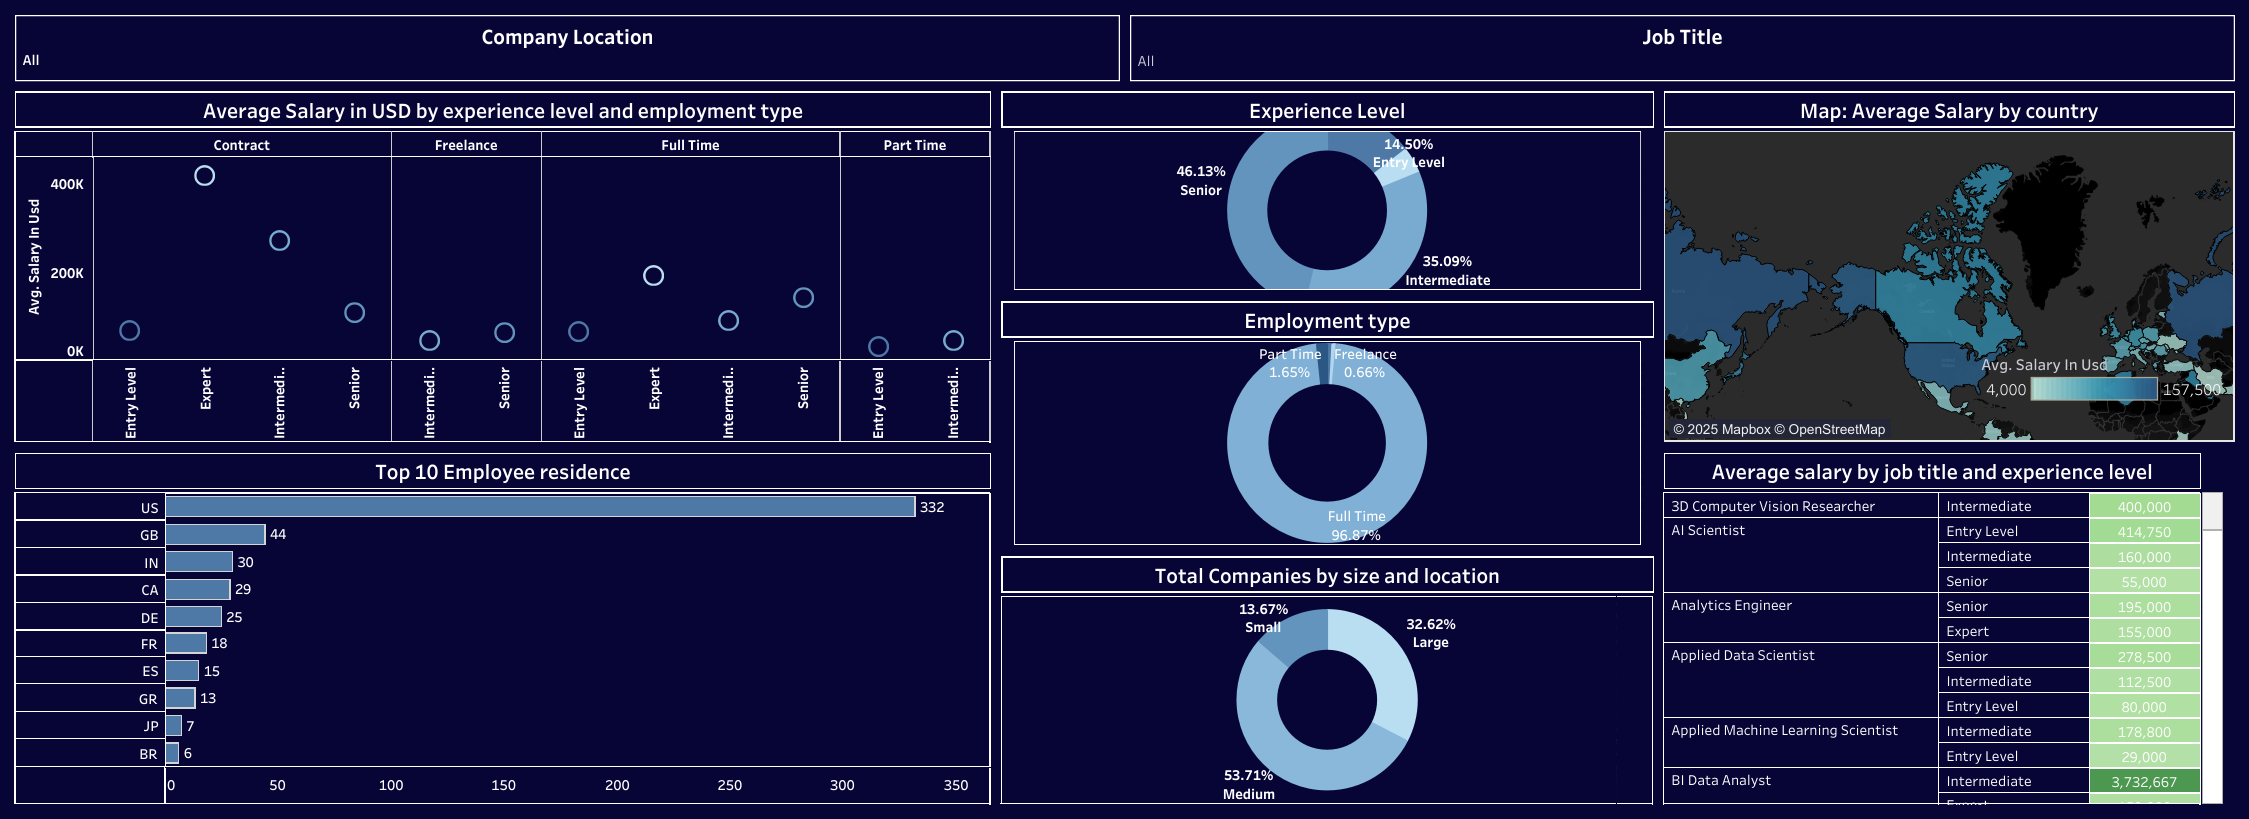 Company Location
All
Job Title
All
Average Salary in USD by experience level and employment type
Contract
Freelance
Full Time
Part Time
Avg. Salary In Usd
400K
200K
0K
Entry Level
Expert
Intermedi..
Senior
Intermedi..
Senior
Entry Level
Expert
Intermedi..
Senior
Entry Level
Intermedi..
Experience Level
14.50%
Entry Level
46.13%
Senior
35.09%
Intermediate
Map: Average Salary by country
Avg. Salary In Usd
4,000
157,500
© 2025 Mapbox © OpenStreetMap
Employment type
Part Time
1.65%
Freelance
0.66%
Full Time
96.87%
Top 10 Employee residence
US 332
GB 44
IN 30
CA 29
DE 25
FR 18
ES 15
GR 13
JP 7
BR 6
0 50 100 150 200 250 300 350
Total Companies by size and location
13.67%
Small
32.62%
Large
53.71%
Medium
Average salary by job title and experience level
3D Computer Vision Researcher Intermediate 400,000
AI Scientist Entry Level 414,750
Intermediate 160,000
Senior 55,000
Analytics Engineer Senior 195,000
Expert 155,000
Applied Data Scientist Senior 278,500
Intermediate 112,500
Entry Level 80,000
Applied Machine Learning Scientist Intermediate 178,800
Entry Level 29,000
BI Data Analyst Intermediate 3,732,667